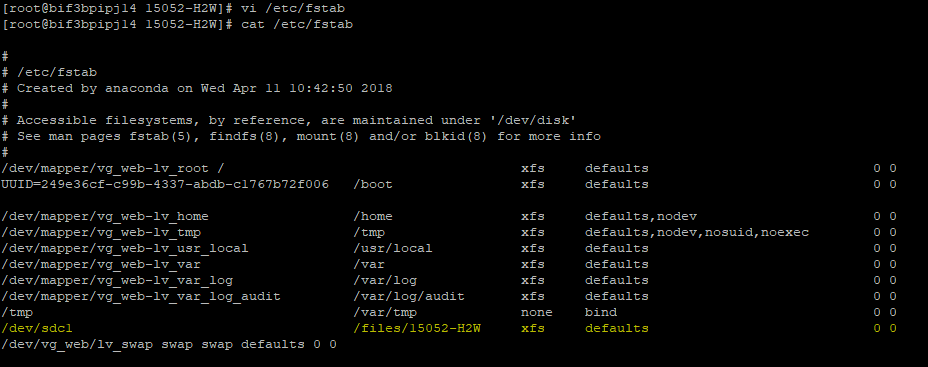 [root@bif3bpipj14 15052-H2W]# vi /etc/fstab
[root@bif3bpipj14 15052-H2W]# cat /etc/fstab
#
# /etc/fstab
# Created by anaconda on Wed Apr 11 10:42:50 2018
#
# Accessible filesystems, by reference, are maintained under '/dev/disk'
# See man pages fstab(5), findfs(8), mount(8) and/or blkid(8) for more info
#
/dev/mapper/vg_web-lv_root / xfs defaults 0 0
UUID=249e36cf-c99b-4337-abdb-c1767b72f006 /boot xfs defaults 0 0
/dev/mapper/vg_web-lv_home /home xfs defaults,nodev 0 0
/dev/mapper/vg_web-lv_tmp /tmp xfs defaults,nodev,nosuid,noexec 0 0
/dev/mapper/vg_web-lv_usr_local /usr/local xfs defaults 0 0
/dev/mapper/vg_web-lv_var /var xfs defaults 0 0
/dev/mapper/vg_web-lv_var_log /var/log xfs defaults 0 0
/dev/mapper/vg_web-lv_var_log_audit /var/log/audit xfs defaults 0 0
/tmp /var/tmp none bind 0 0
/dev/sdc1 /files/15052-H2W xfs defaults 0 0
/dev/vg_web/lv_swap swap swap defaults 0 0